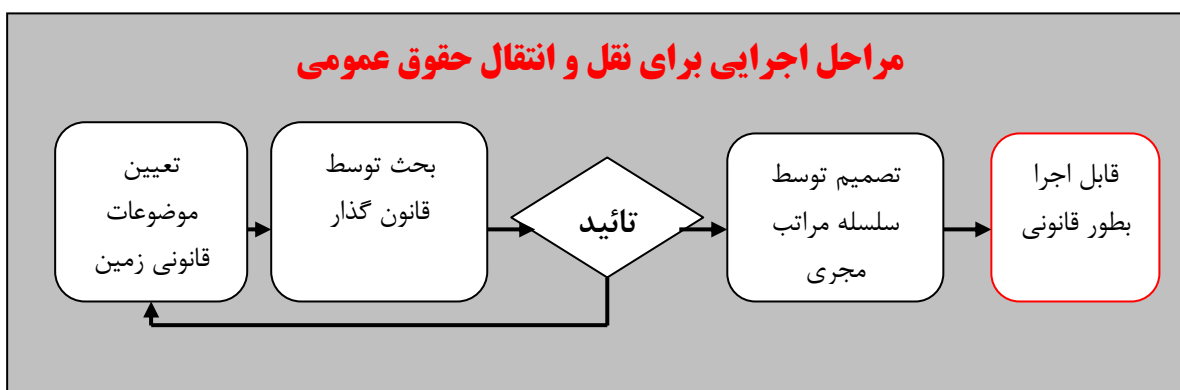 مراحل اجرایی برای نقل و انتقال حقوق عمومی
تعیین
موضوعات
قانونی زمین
بحث توسط
قانون گذار
تائید
تصمیم توسط
سلسله مراتب
مجری
قابل اجرا
بطور قانونی